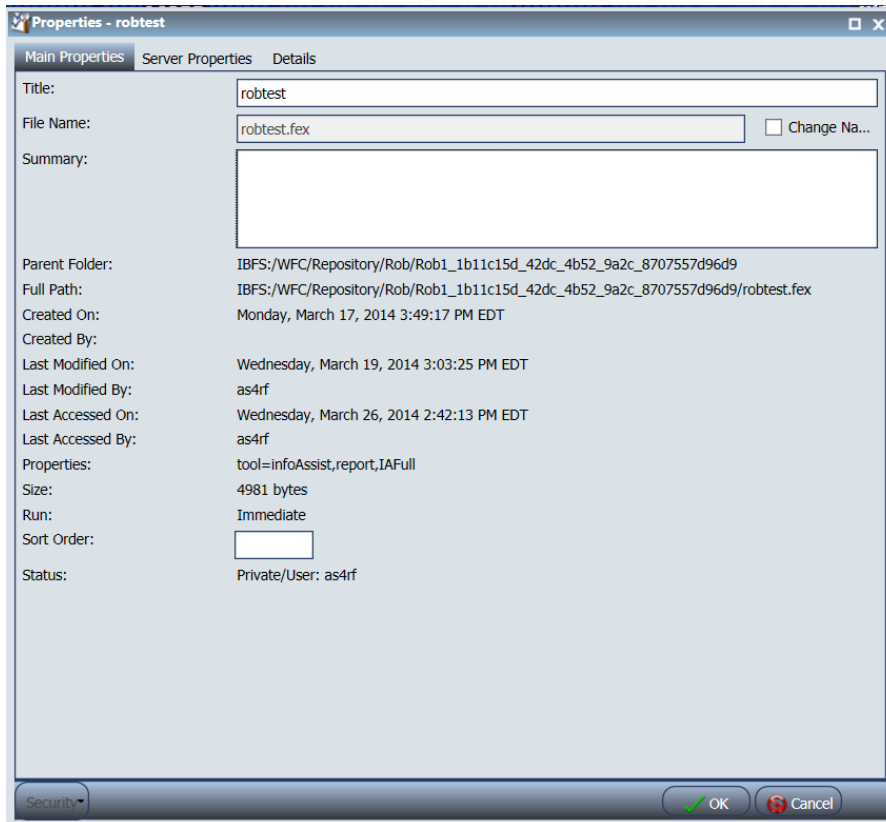 Properties - robtest
Main Properties Server Properties Details
Title: robtest
File Name: robtest.fex Change Na...
Summary:
Parent Folder: IBFS:/WFC/Repository/Rob/Rob1_1b11c15d_42dc_4b52_9a2c_8707557d96d9
Full Path: IBFS:/WFC/Repository/Rob/Rob1_1b11c15d_42dc_4b52_9a2c_8707557d96d9/robtest.fex
Created On: Monday, March 17, 2014 3:49:17 PM EDT
Created By:
Last Modified On: Wednesday, March 19, 2014 3:03:25 PM EDT
Last Modified By: as4rf
Last Accessed On: Wednesday, March 26, 2014 2:42:13 PM EDT
Last Accessed By: as4rf
Properties: tool=infoAssist,report,IAFull
Size: 4981 bytes
Run: Immediate
Sort Order:
Status: Private/User: as4rf
Security OK Cancel